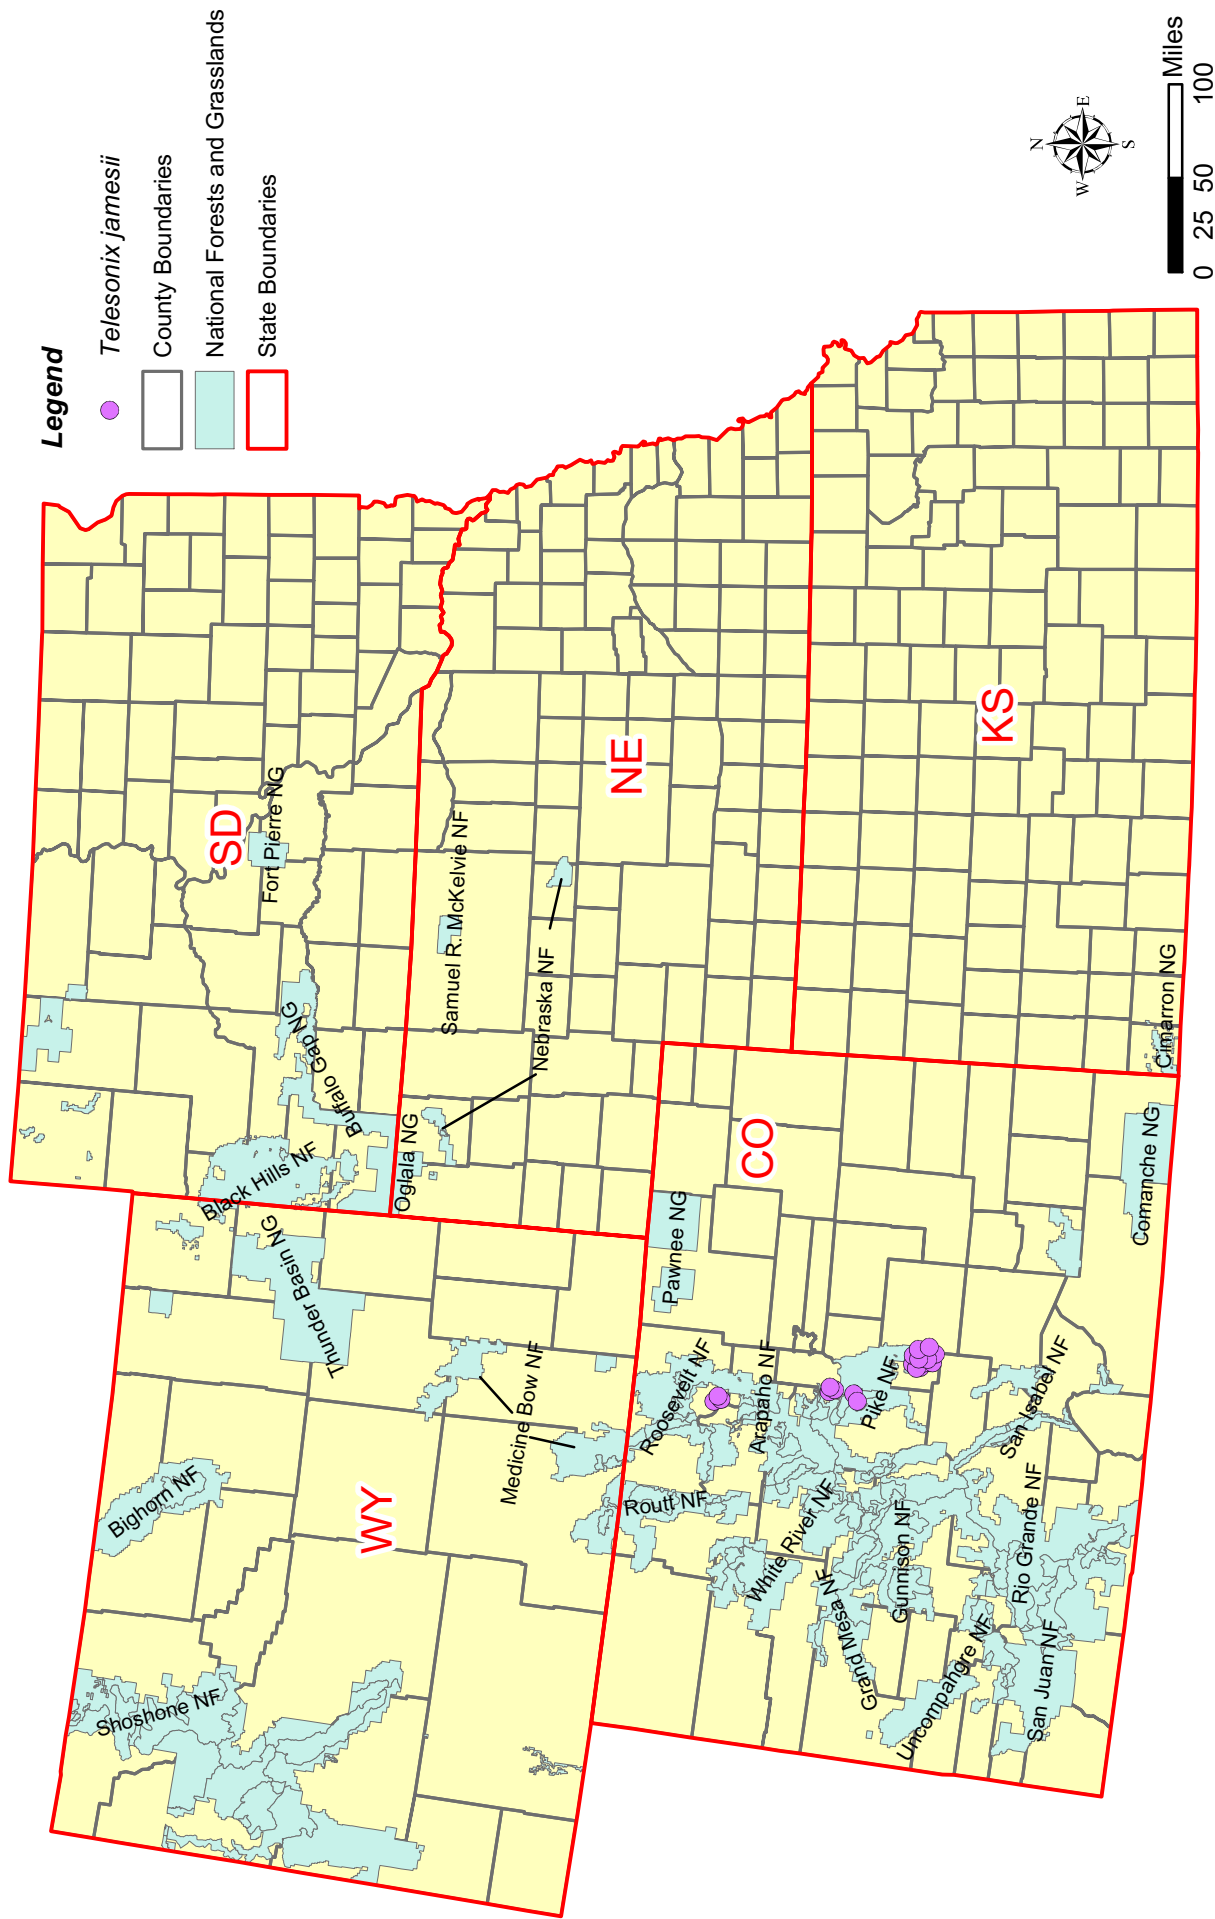 Legend
Telesonix jamesii
County Boundaries
National Forests and Grasslands
State Boundaries
N
W
E
S
Miles
0
25
50
100
SD
Fort Pierre NG
Buffalo Gap NG
Black Hills NF
NE
Samuel R. McKelvie NF
Nebraska NF
Oglala NG
KS
Cimarron NG
WY
Thunder Basin NG
Medicine Bow NF
Bighorn NF
Shoshone NF
CO
Pawnee NG
Comanche NG
Roosevelt NF
Arapaho NF
Pike NF
San Isabel NF
Routt NF
White River NF
Gunnison NF
Rio Grande NF
Grand Mesa NF
Uncompahgre NF
San Juan NF